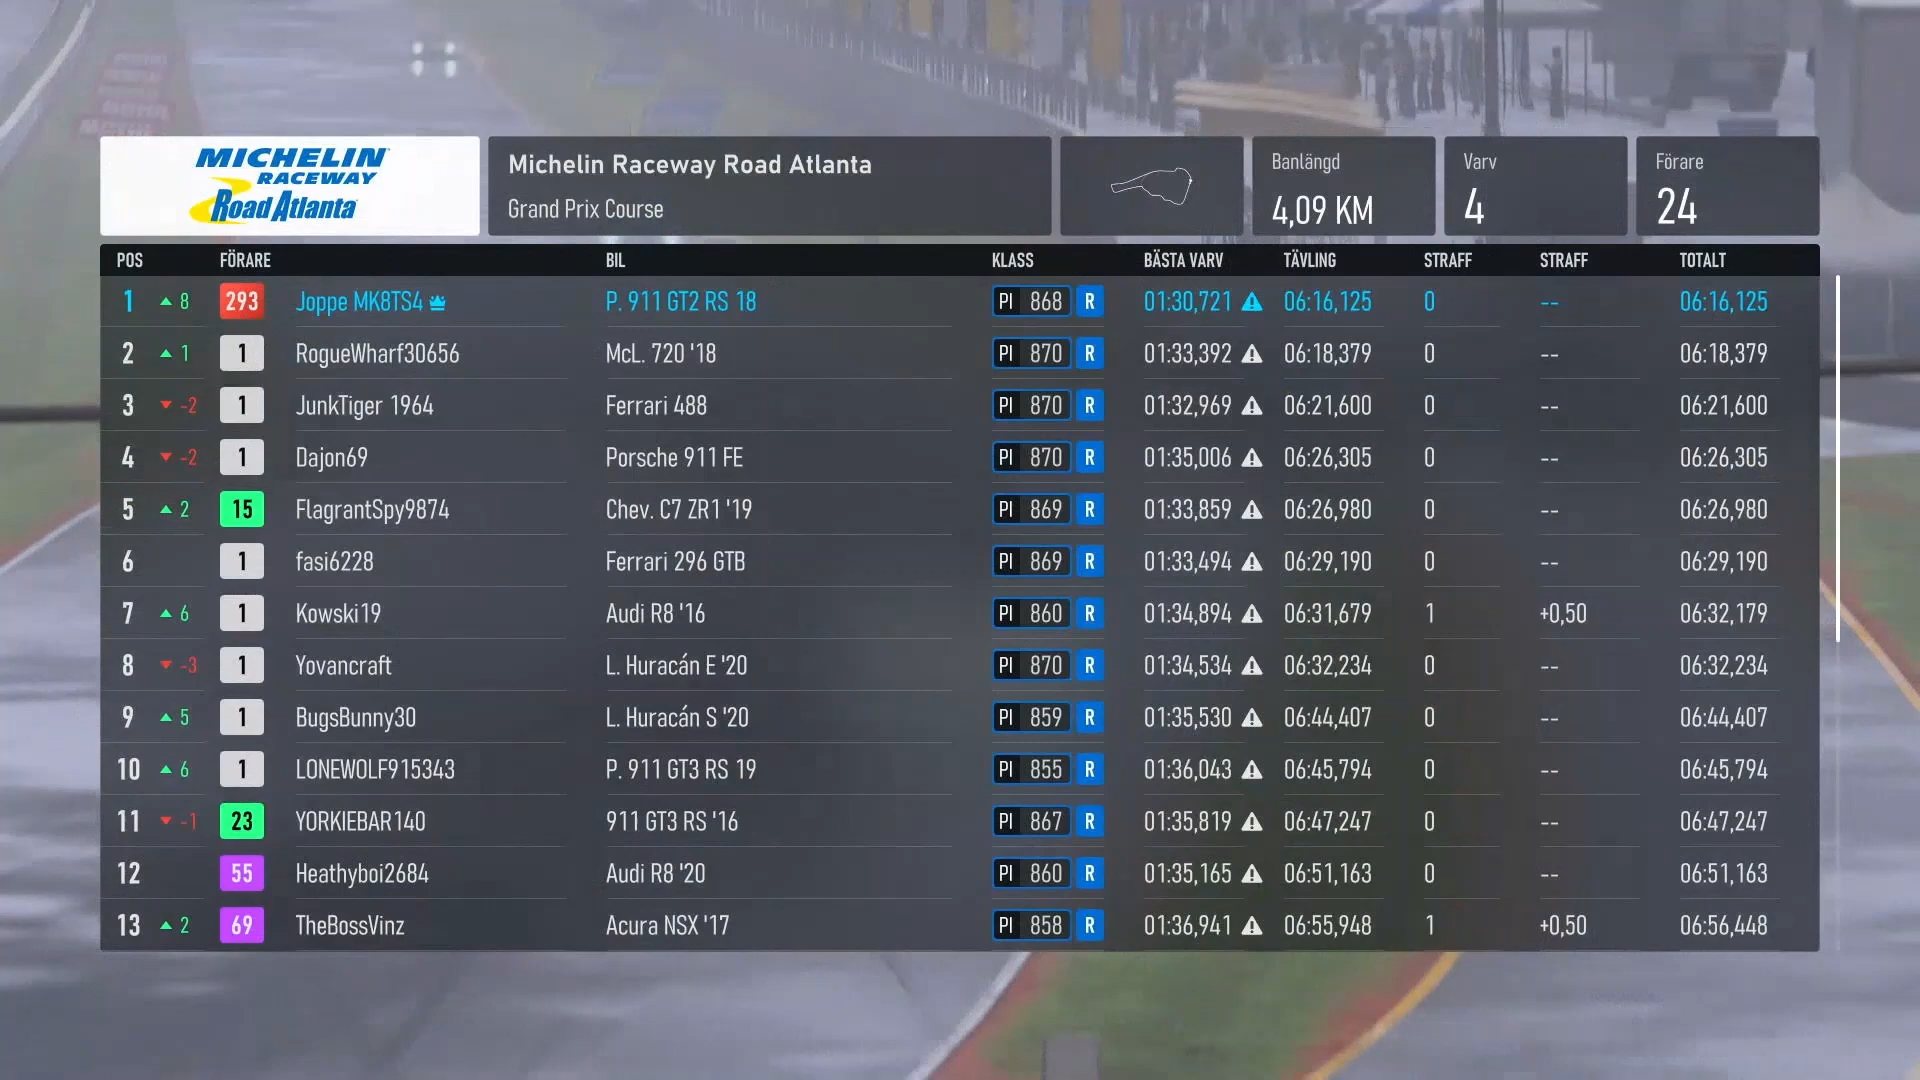 MICHELIN
RACEWAY
Road Atlanta
Michelin Raceway Road Atlanta
Grand Prix Course
Banlängd
4,09 KM
Varv
4
Förare
24
POS FÖRARE BIL KLASS BÄSTA VARV TÄVLING STRAFF STRAFF TOTALT
1 8 293 Joppe MK8TS4 P. 911 GT2 RS 18 PI 868 R 01:30,721 06:16,125 0 -- 06:16,125
2 1 1 RogueWharf30656 McL. 720 '18 PI 870 R 01:33,392 06:18,379 0 -- 06:18,379
3 -2 1 JunkTiger 1964 Ferrari 488 PI 870 R 01:32,969 06:21,600 0 -- 06:21,600
4 -2 1 Dajon69 Porsche 911 FE PI 870 R 01:35,006 06:26,305 0 -- 06:26,305
5 2 15 FlagrantSpy9874 Chev. C7 ZR1 '19 PI 869 R 01:33,859 06:26,980 0 -- 06:26,980
6 1 fasi6228 Ferrari 296 GTB PI 869 R 01:33,494 06:29,190 0 -- 06:29,190
7 6 1 Kowski19 Audi R8 '16 PI 860 R 01:34,894 06:31,679 1 +0,50 06:32,179
8 -3 1 Yovancraft L. Huracán E '20 PI 870 R 01:34,534 06:32,234 0 -- 06:32,234
9 5 1 BugsBunny30 L. Huracán S '20 PI 859 R 01:35,530 06:44,407 0 -- 06:44,407
10 6 1 LONEWOLF915343 P. 911 GT3 RS 19 PI 855 R 01:36,043 06:45,794 0 -- 06:45,794
11 -1 23 YORKIEBAR140 911 GT3 RS '16 PI 867 R 01:35,819 06:47,247 0 -- 06:47,247
12 55 Heathyboi2684 Audi R8 '20 PI 860 R 01:35,165 06:51,163 0 -- 06:51,163
13 2 69 TheBossVinz Acura NSX '17 PI 858 R 01:36,941 06:55,948 1 +0,50 06:56,448